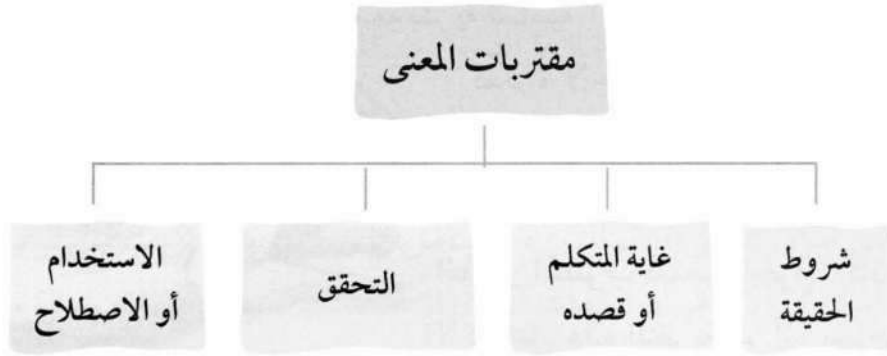 مقتربات المعنى
شروط
الحقيقة
غاية المتكلم
أو قصده
التحقق
الاستخدام
أو الاصطلاح